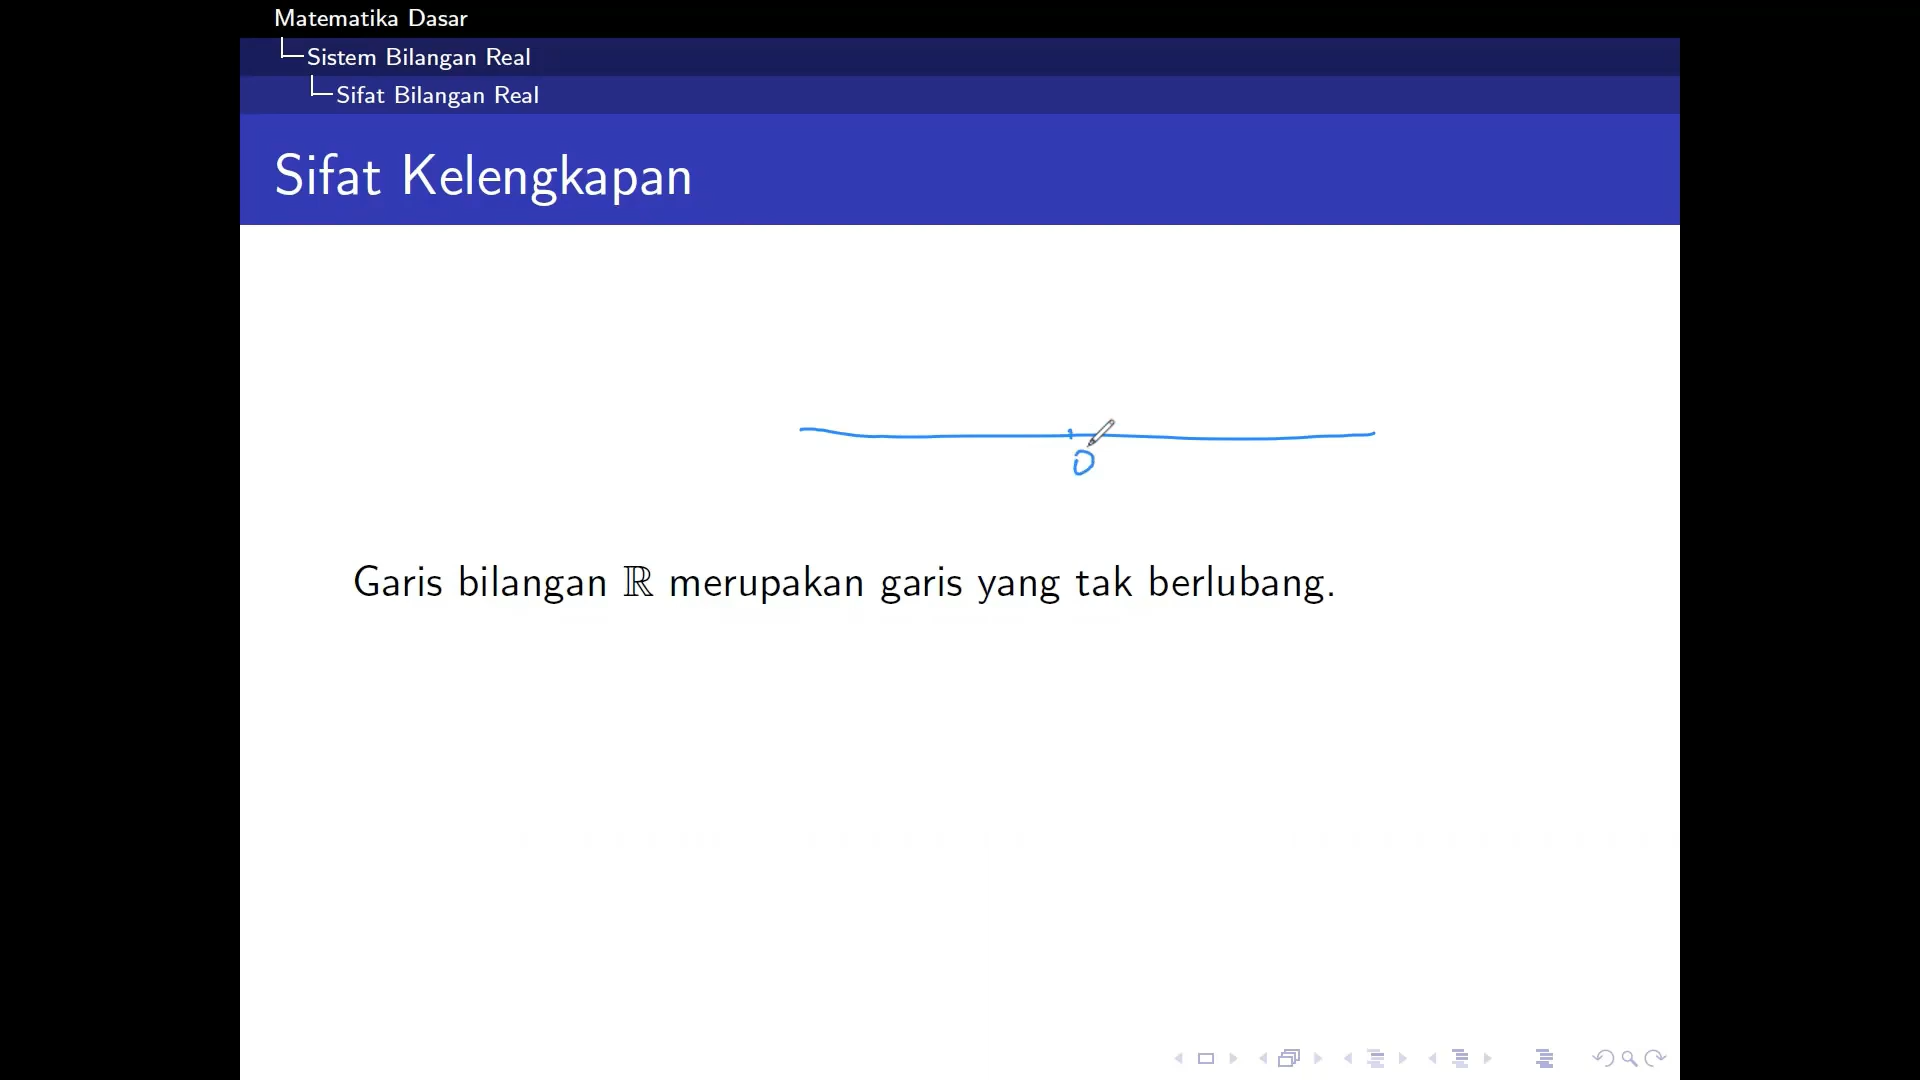 Matematika Dasar
Sistem Bilangan Real
Sifat Bilangan Real
Sifat Kelengkapan
0
Garis bilangan ℝ merupakan garis yang tak berlubang.